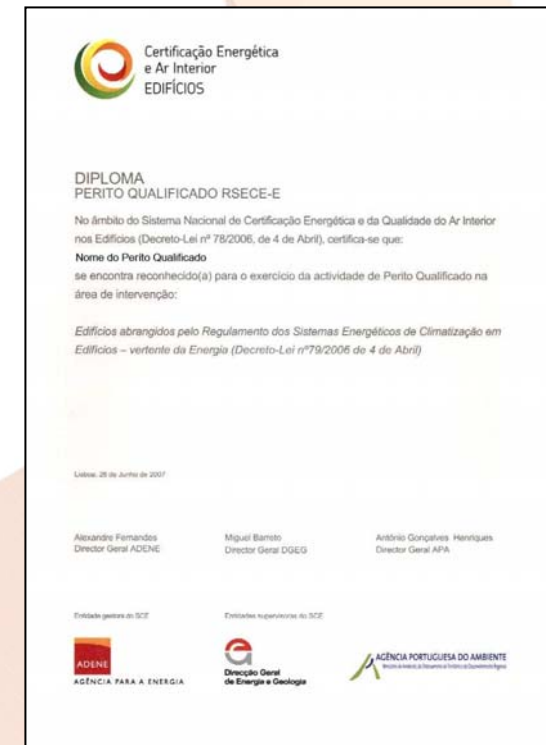 Certificação Energética
e Ar Interior
EDIFÍCIOS
DIPLOMA
PERITO QUALIFICADO RSECE-E
No âmbito do Sistema Nacional de Certificação Energética e da Qualidade do Ar Interior
nos Edifícios (Decreto-Lei nº 78/2006, de 4 de Abril), certifica-se que:
Nome do Perito Qualificado
se encontra reconhecido(a) para o exercício da actividade de Perito Qualificado na
área de intervenção:
Edifícios abrangidos pelo Regulamento dos Sistemas Energéticos de Climatização em
Edifícios – vertente da Energia (Decreto-Lei nº79/2006 de 4 de Abril)
Lisboa, 28 de Junho de 2007
Alexandre Fernandes
Director Geral ADENE
Miguel Barreto
Director Geral DGEG
António Gonçalves Henriques
Director Geral APA
Entidade gestora do SCE
Entidades supervisoras do SCE
ADENE
AGÊNCIA PARA A ENERGIA
Direcção Geral
de Energia e Geologia
AGÊNCIA PORTUGUESA DO AMBIENTE